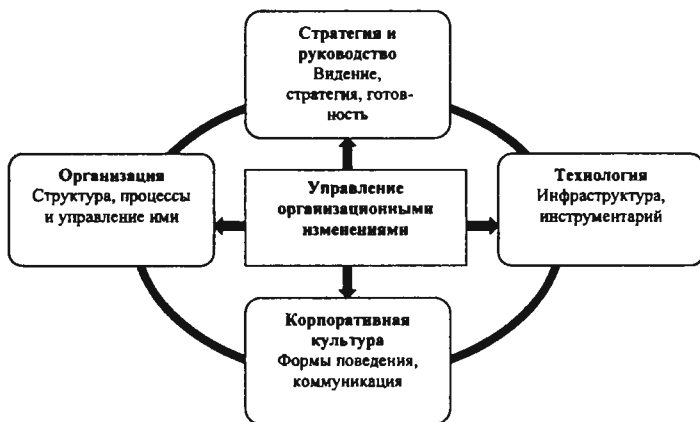 Стратегия и
руководство
Видение,
стратегия, готов-
ность
Организация
Структура, процессы
и управление ими
Управление
организационными
изменениями
Технология
Инфраструктура,
инструментарий
Корпоративная
культура
Формы поведения,
коммуникация